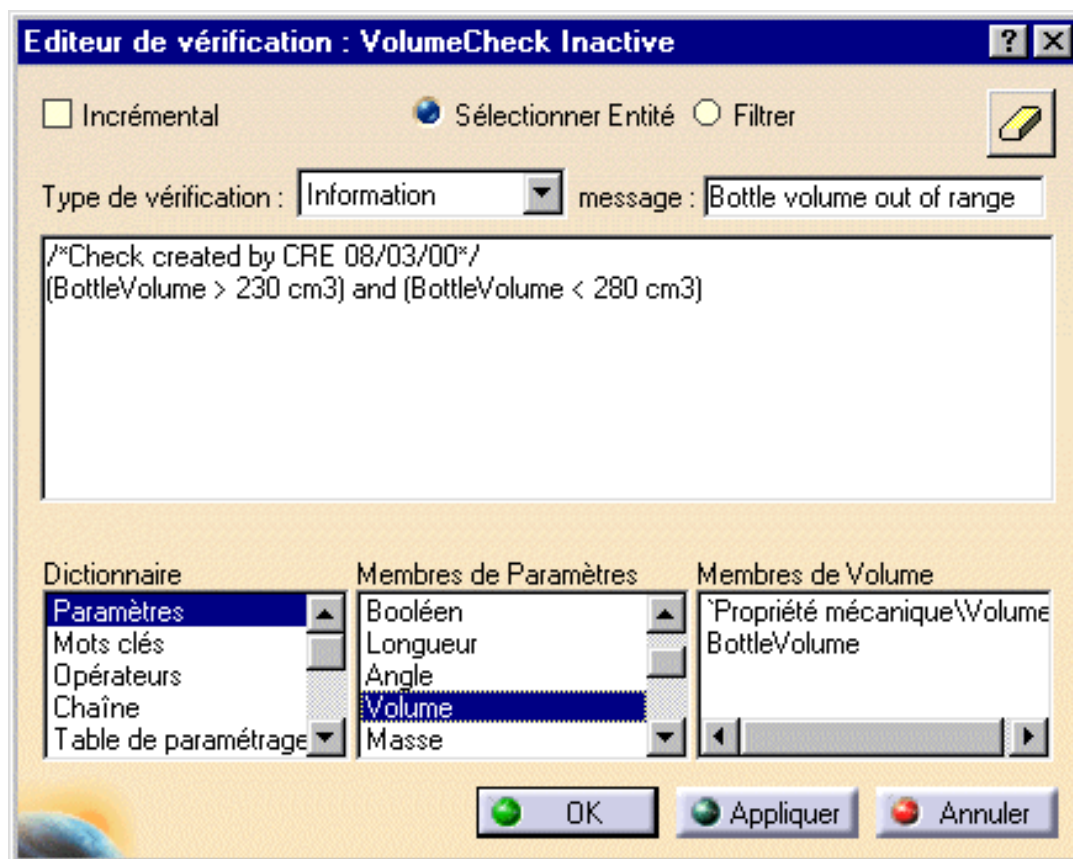 Editeur de vérification : VolumeCheck Inactive
Incrémental Sélectionner Entité Filtrer
Type de vérification : Information message : Bottle volume out of range
/*Check created by CRE 08/03/00*/
(BottleVolume > 230 cm3) and (BottleVolume < 280 cm3)
Dictionnaire Membres de Paramètres Membres de Volume
Paramètres Booléen `Propriété mécanique\Volume
Mots clés Longueur BottleVolume
Opérateurs Angle
Chaîne Volume
Table de paramétrage Masse
OK Appliquer Annuler